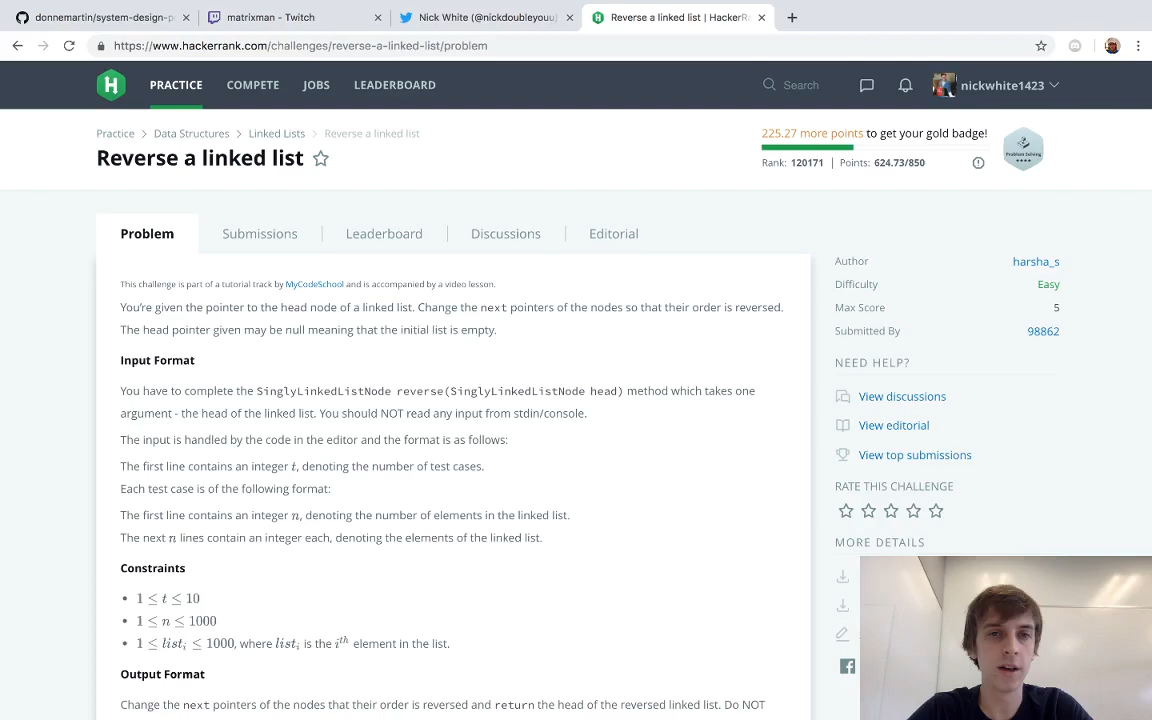 donnemartin/system-design-p
matrixman - Twitch
Nick White (@nickdoubleyouu)
Reverse a linked list | HackerRa
https://www.hackerrank.com/challenges/reverse-a-linked-list/problem
H
PRACTICE
COMPETE
JOBS
LEADERBOARD
Search
nickwhite1423
Practice > Data Structures > Linked Lists > Reverse a linked list
225.27 more points to get your gold badge!
Reverse a linked list
Rank: 120171 | Points: 624.73/850
Problem Solving
Problem
Submissions
Leaderboard
Discussions
Editorial
This challenge is part of a tutorial track by MyCodeSchool and is accompanied by a video lesson.
You're given the pointer to the head node of a linked list. Change the next pointers of the nodes so that their order is reversed.
The head pointer given may be null meaning that the initial list is empty.
Input Format
You have to complete the SinglyLinkedListNode reverse(SinglyLinkedListNode head) method which takes one
argument - the head of the linked list. You should NOT read any input from stdin/console.
The input is handled by the code in the editor and the format is as follows:
The first line contains an integer t, denoting the number of test cases.
Each test case is of the following format:
The first line contains an integer n, denoting the number of elements in the linked list.
The next n lines contain an integer each, denoting the elements of the linked list.
Constraints
• 1 ≤ t ≤ 10
• 1 ≤ n ≤ 1000
• 1 ≤ listᵢ ≤ 1000, where listᵢ is the iᵗʰ element in the list.
Output Format
Change the next pointers of the nodes that their order is reversed and return the head of the reversed linked list. Do NOT
Author harsha_s
Difficulty Easy
Max Score 5
Submitted By 98862
NEED HELP?
View discussions
View editorial
View top submissions
RATE THIS CHALLENGE
MORE DETAILS